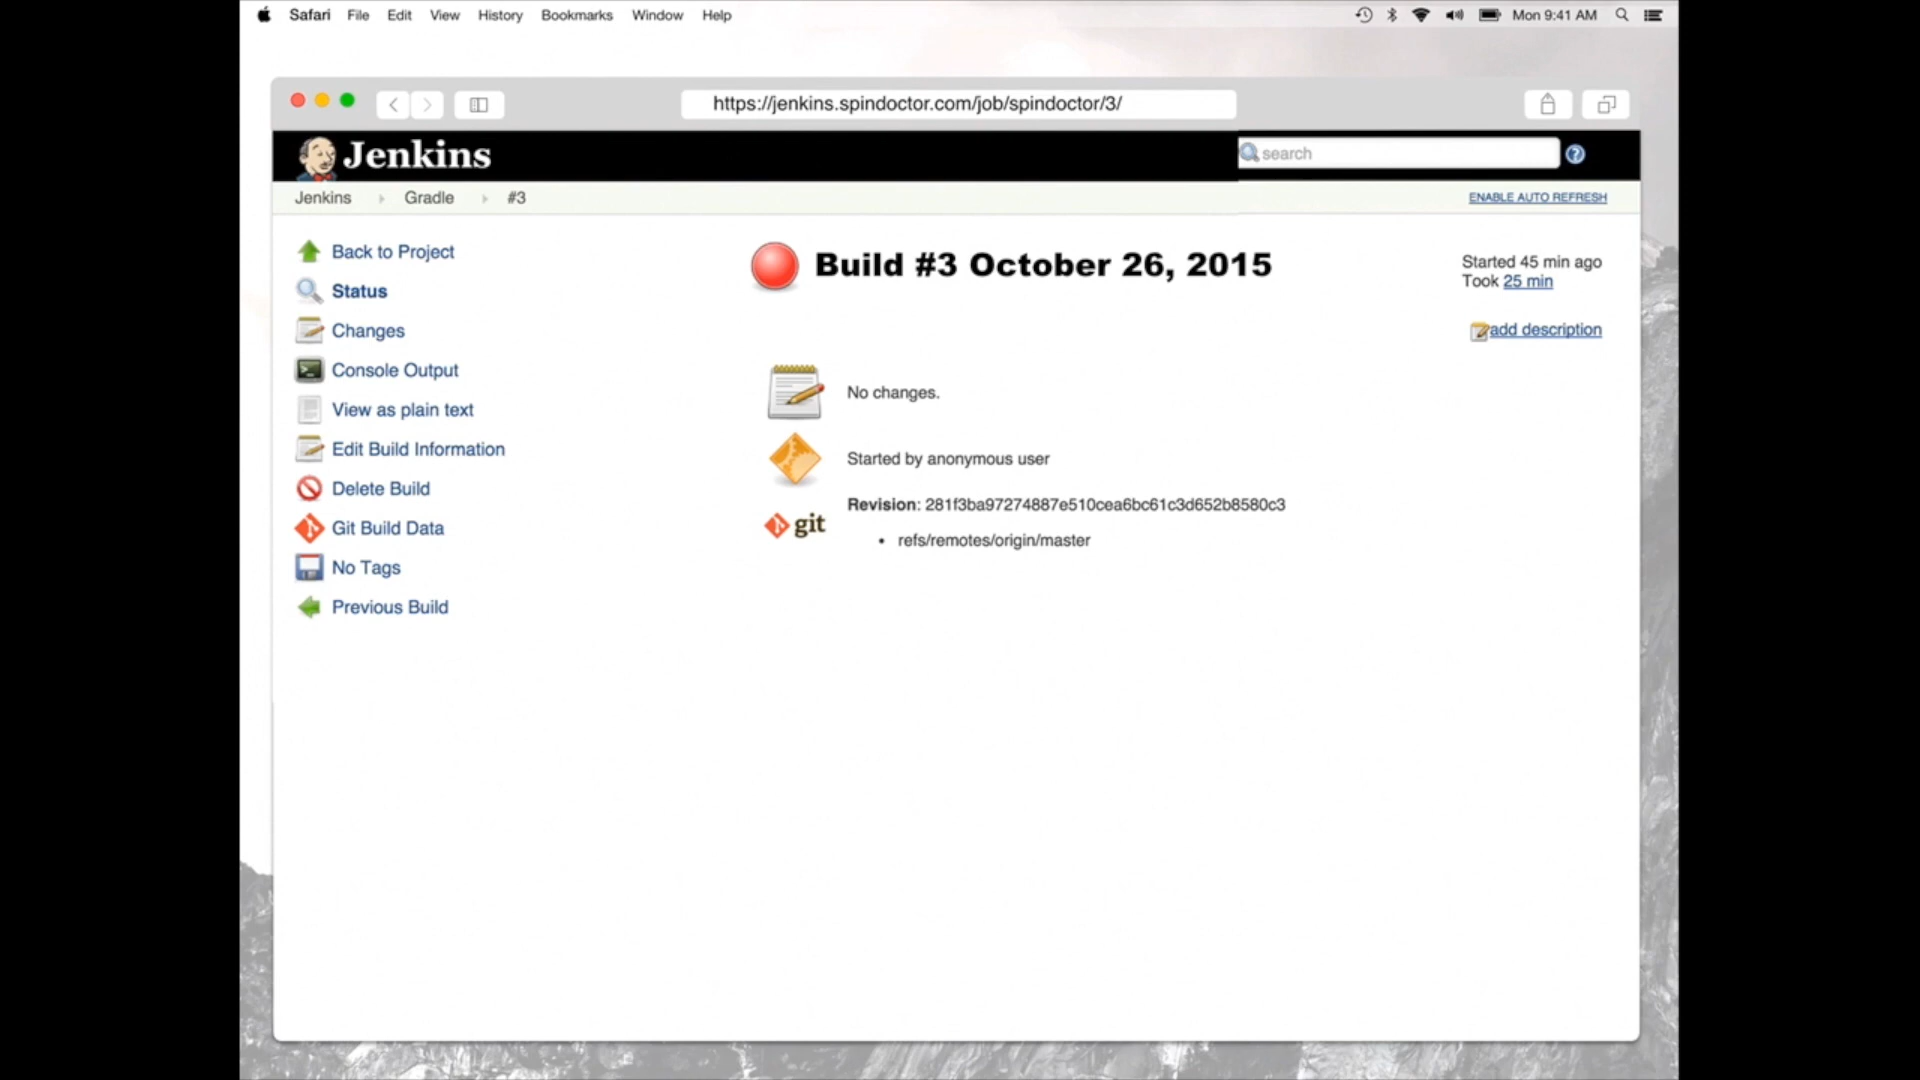 Safari File Edit View History Bookmarks Window Help Mon 9:41 AM
https://jenkins.spindoctor.com/job/spindoctor/3/
Jenkins search
Jenkins Gradle #3 ENABLE AUTO REFRESH
Back to Project
Status
Changes
Console Output
View as plain text
Edit Build Information
Delete Build
Git Build Data
No Tags
Previous Build
Build #3 October 26, 2015
Started 45 min ago
Took 25 min
add description
No changes.
Started by anonymous user
Revision: 281f3ba97274887e510cea6bc61c3d652b8580c3
git
• refs/remotes/origin/master